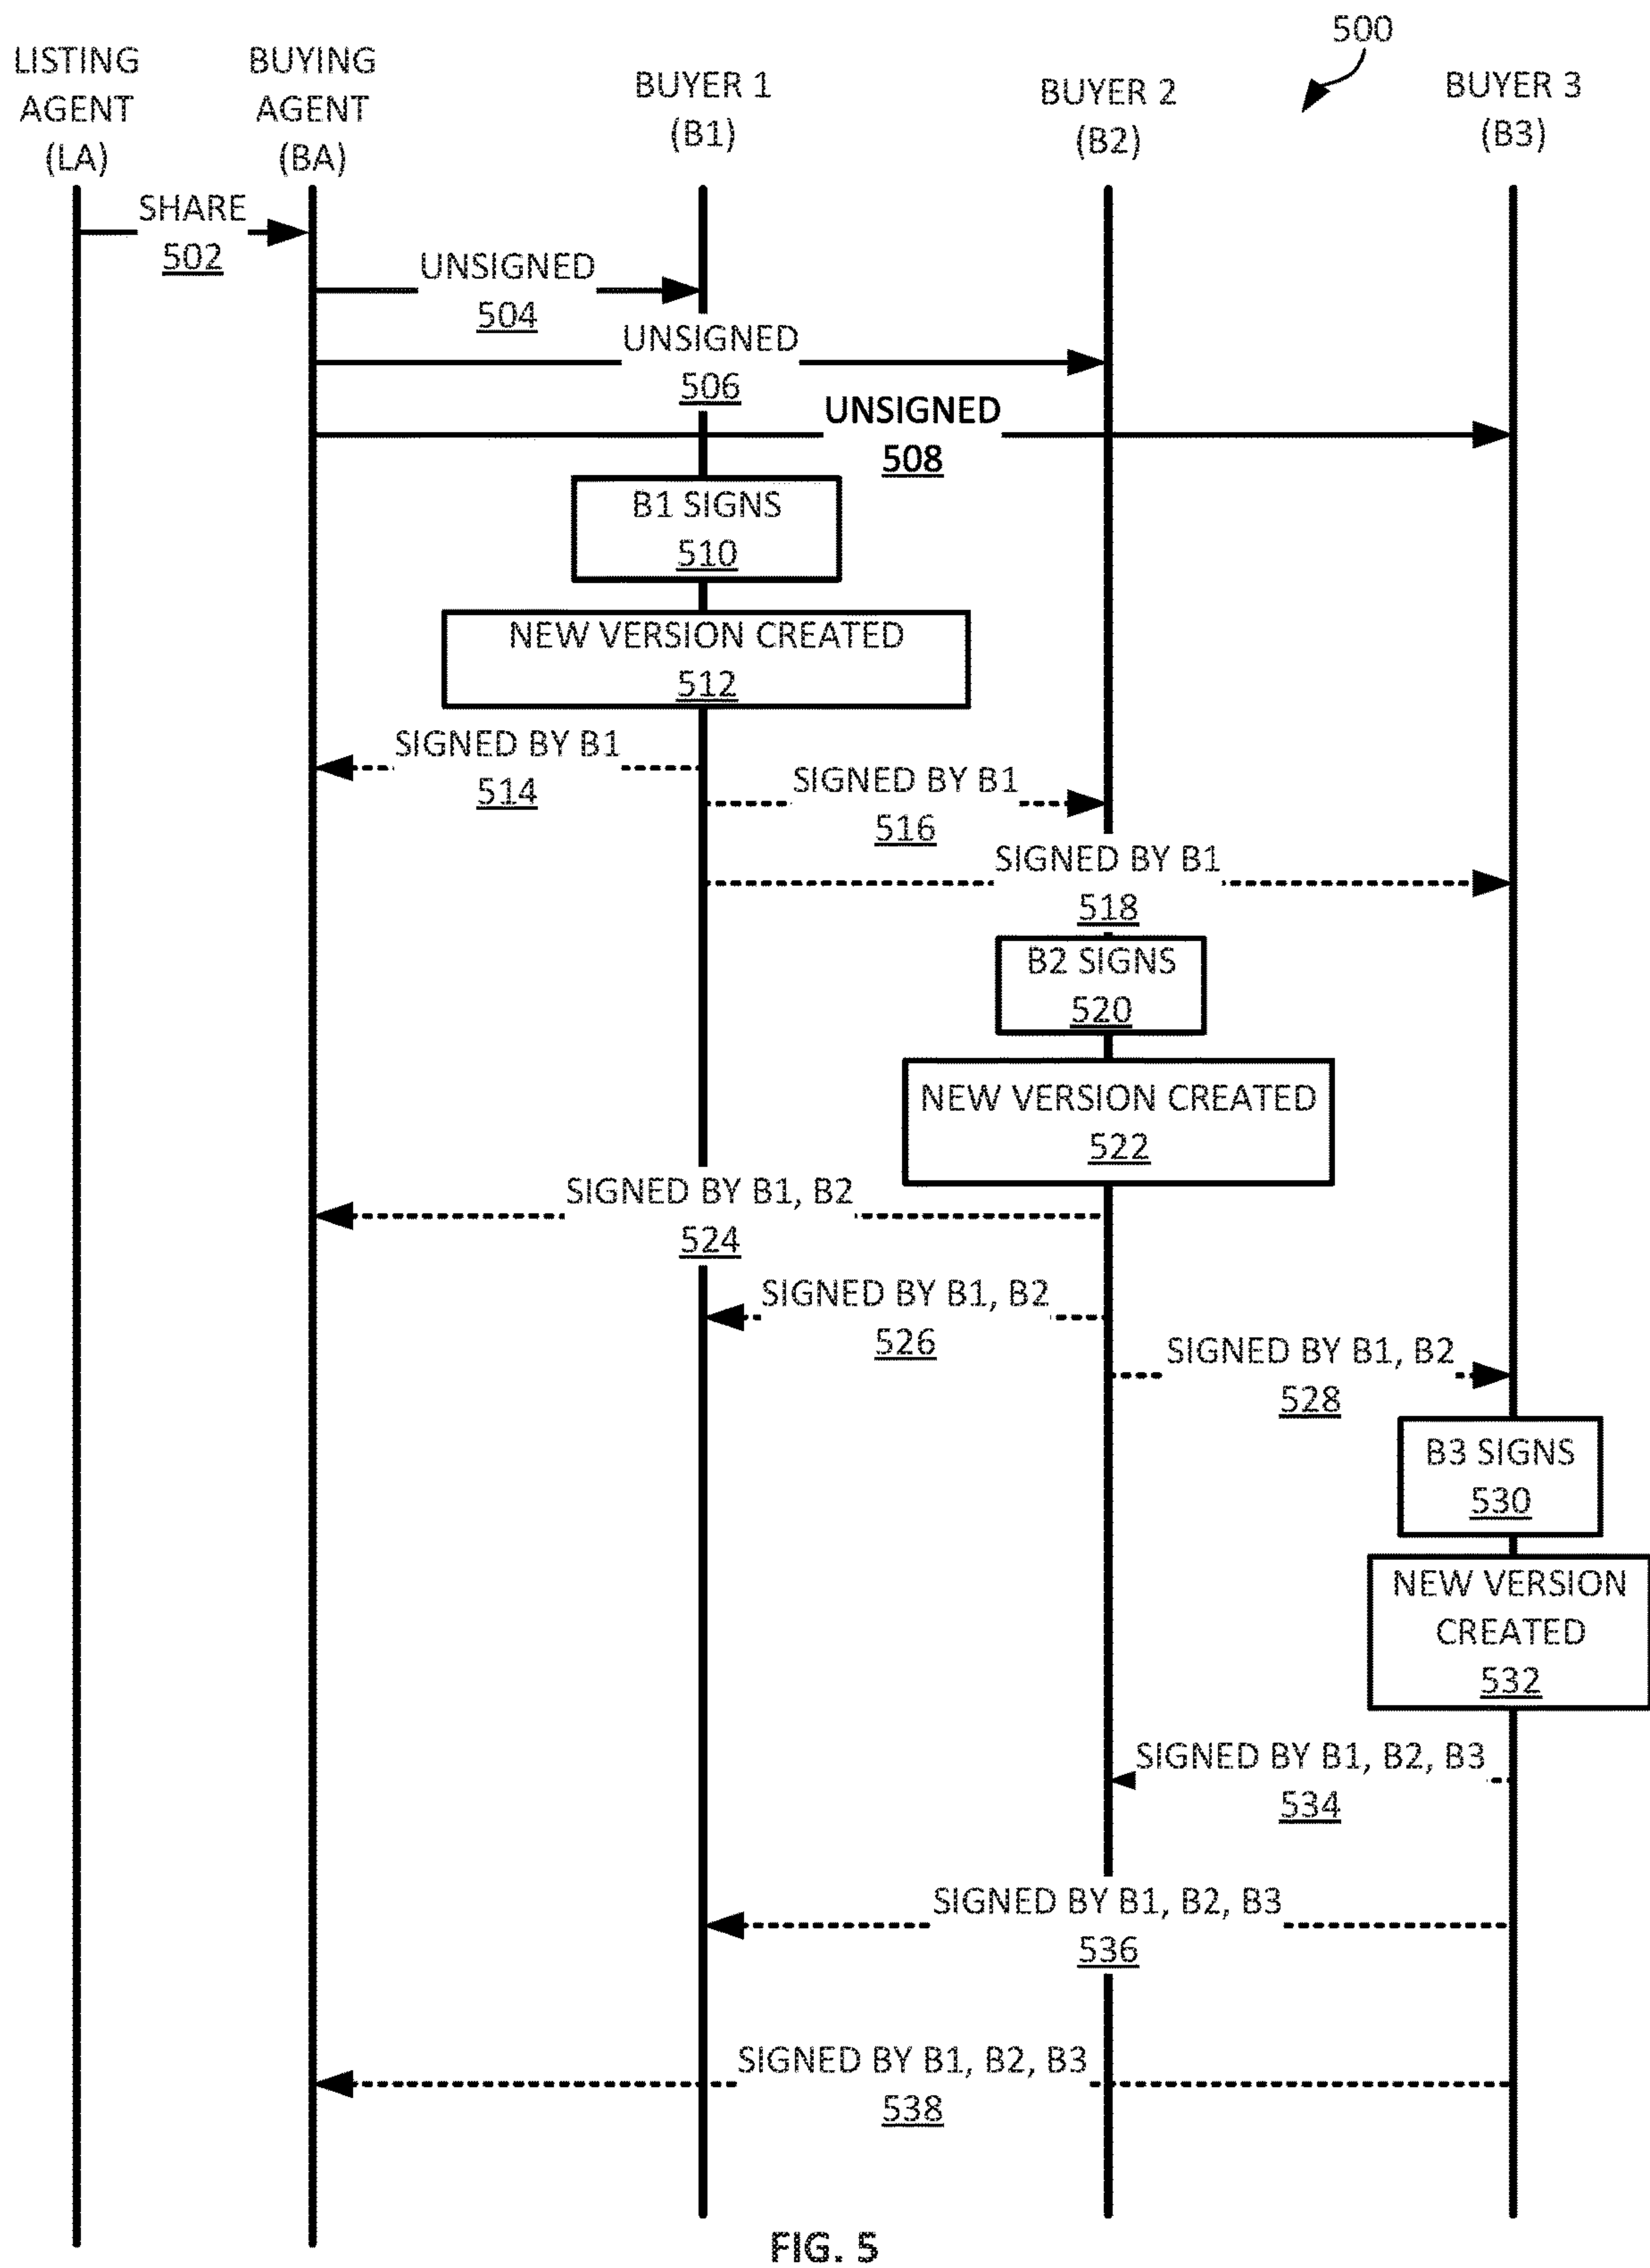 500
LISTING
AGENT
(LA)
BUYING
AGENT
(BA)
BUYER 1
(B1)
BUYER 2
(B2)
BUYER 3
(B3)
SHARE
502
UNSIGNED
504
UNSIGNED
506
UNSIGNED
508
B1 SIGNS
510
NEW VERSION CREATED
512
SIGNED BY B1
514
SIGNED BY B1
516
SIGNED BY B1
518
B2 SIGNS
520
NEW VERSION CREATED
522
SIGNED BY B1, B2
524
SIGNED BY B1, B2
526
SIGNED BY B1, B2
528
B3 SIGNS
530
NEW VERSION
CREATED
532
SIGNED BY B1, B2, B3
534
SIGNED BY B1, B2, B3
536
SIGNED BY B1, B2, B3
538
FIG. 5